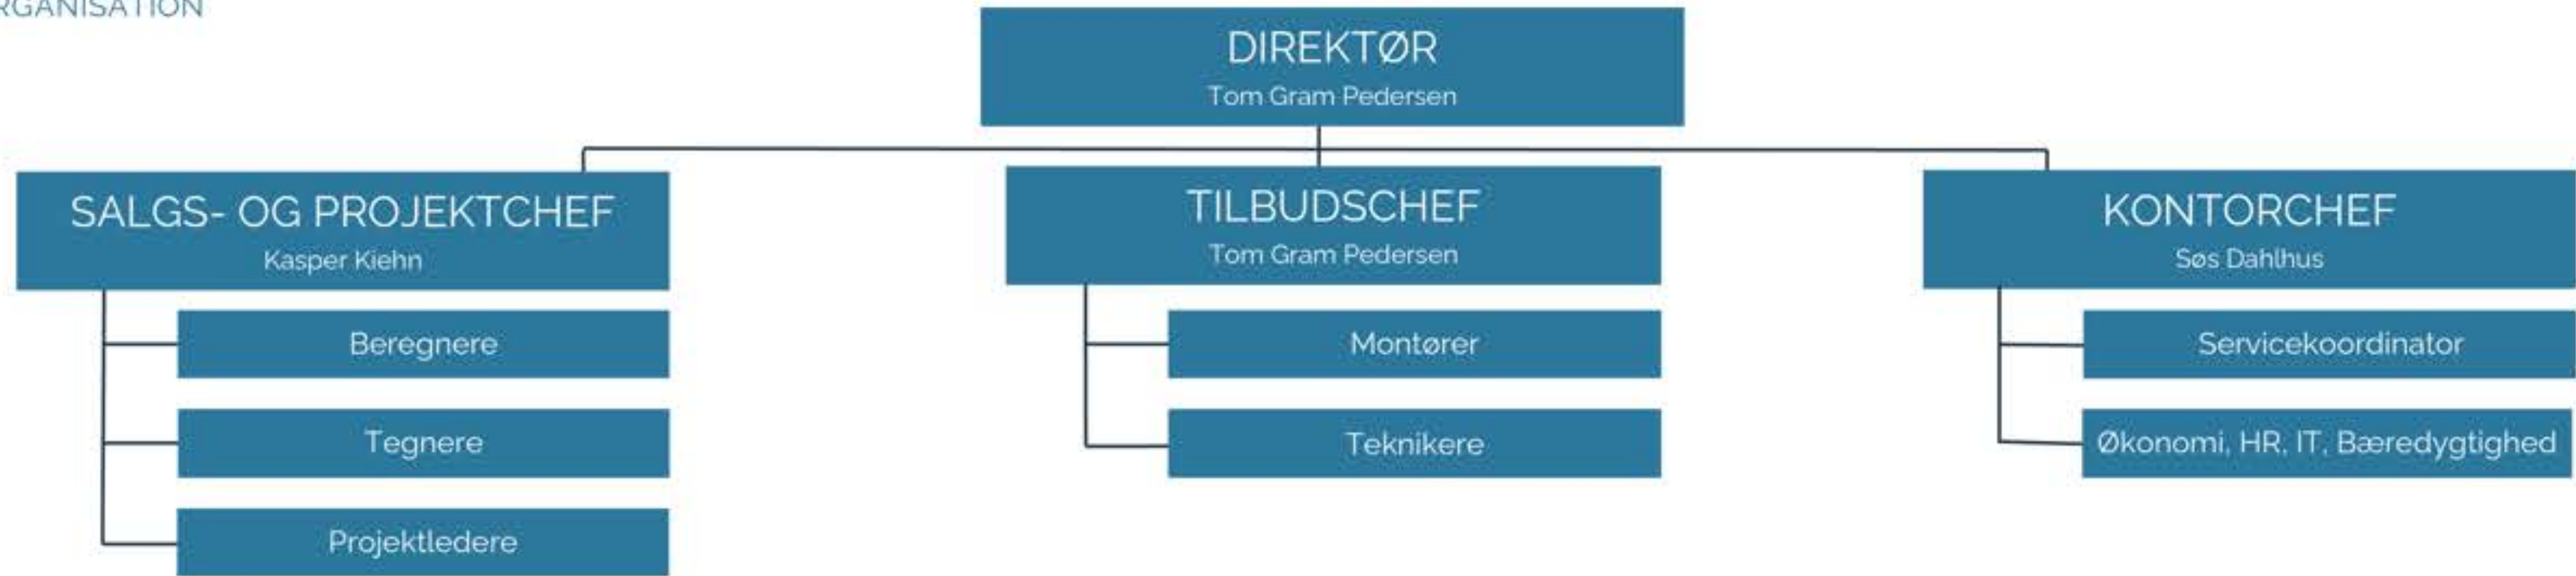 RGANISATION
DIREKTØR
Tom Gram Pedersen
SALGS- OG PROJEKTCHEF
Kasper Kiehn
Beregnere
Tegnere
Projektledere
TILBUDSCHEF
Tom Gram Pedersen
Montører
Teknikere
KONTORCHEF
Søs Dahlhus
Servicekoordinator
Økonomi, HR, IT, Bæredygtighed